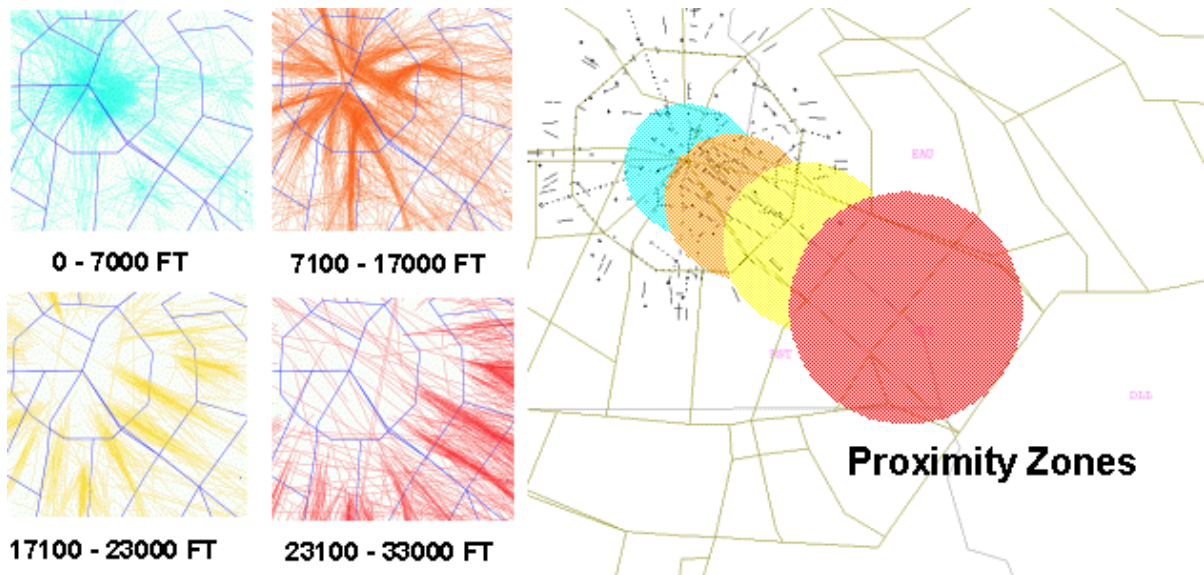 0 - 7000 FT
7100 - 17000 FT
17100 - 23000 FT
23100 - 33000 FT
EAU
DLL
Proximity Zones